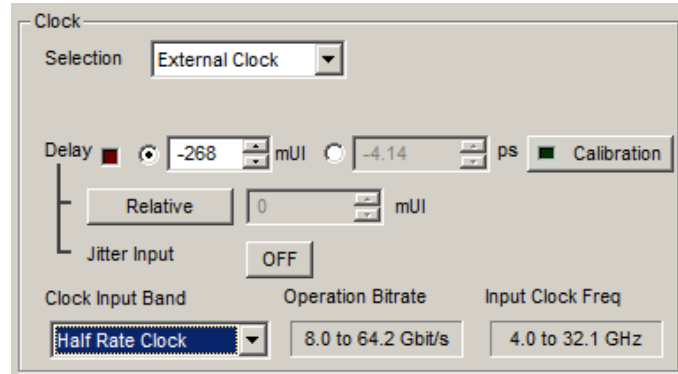 Clock
Selection External Clock
Delay -268 mUI -4.14 ps Calibration
Relative 0 mUI
Jitter Input OFF
Clock Input Band Operation Bitrate Input Clock Freq
Half Rate Clock 8.0 to 64.2 Gbit/s 4.0 to 32.1 GHz